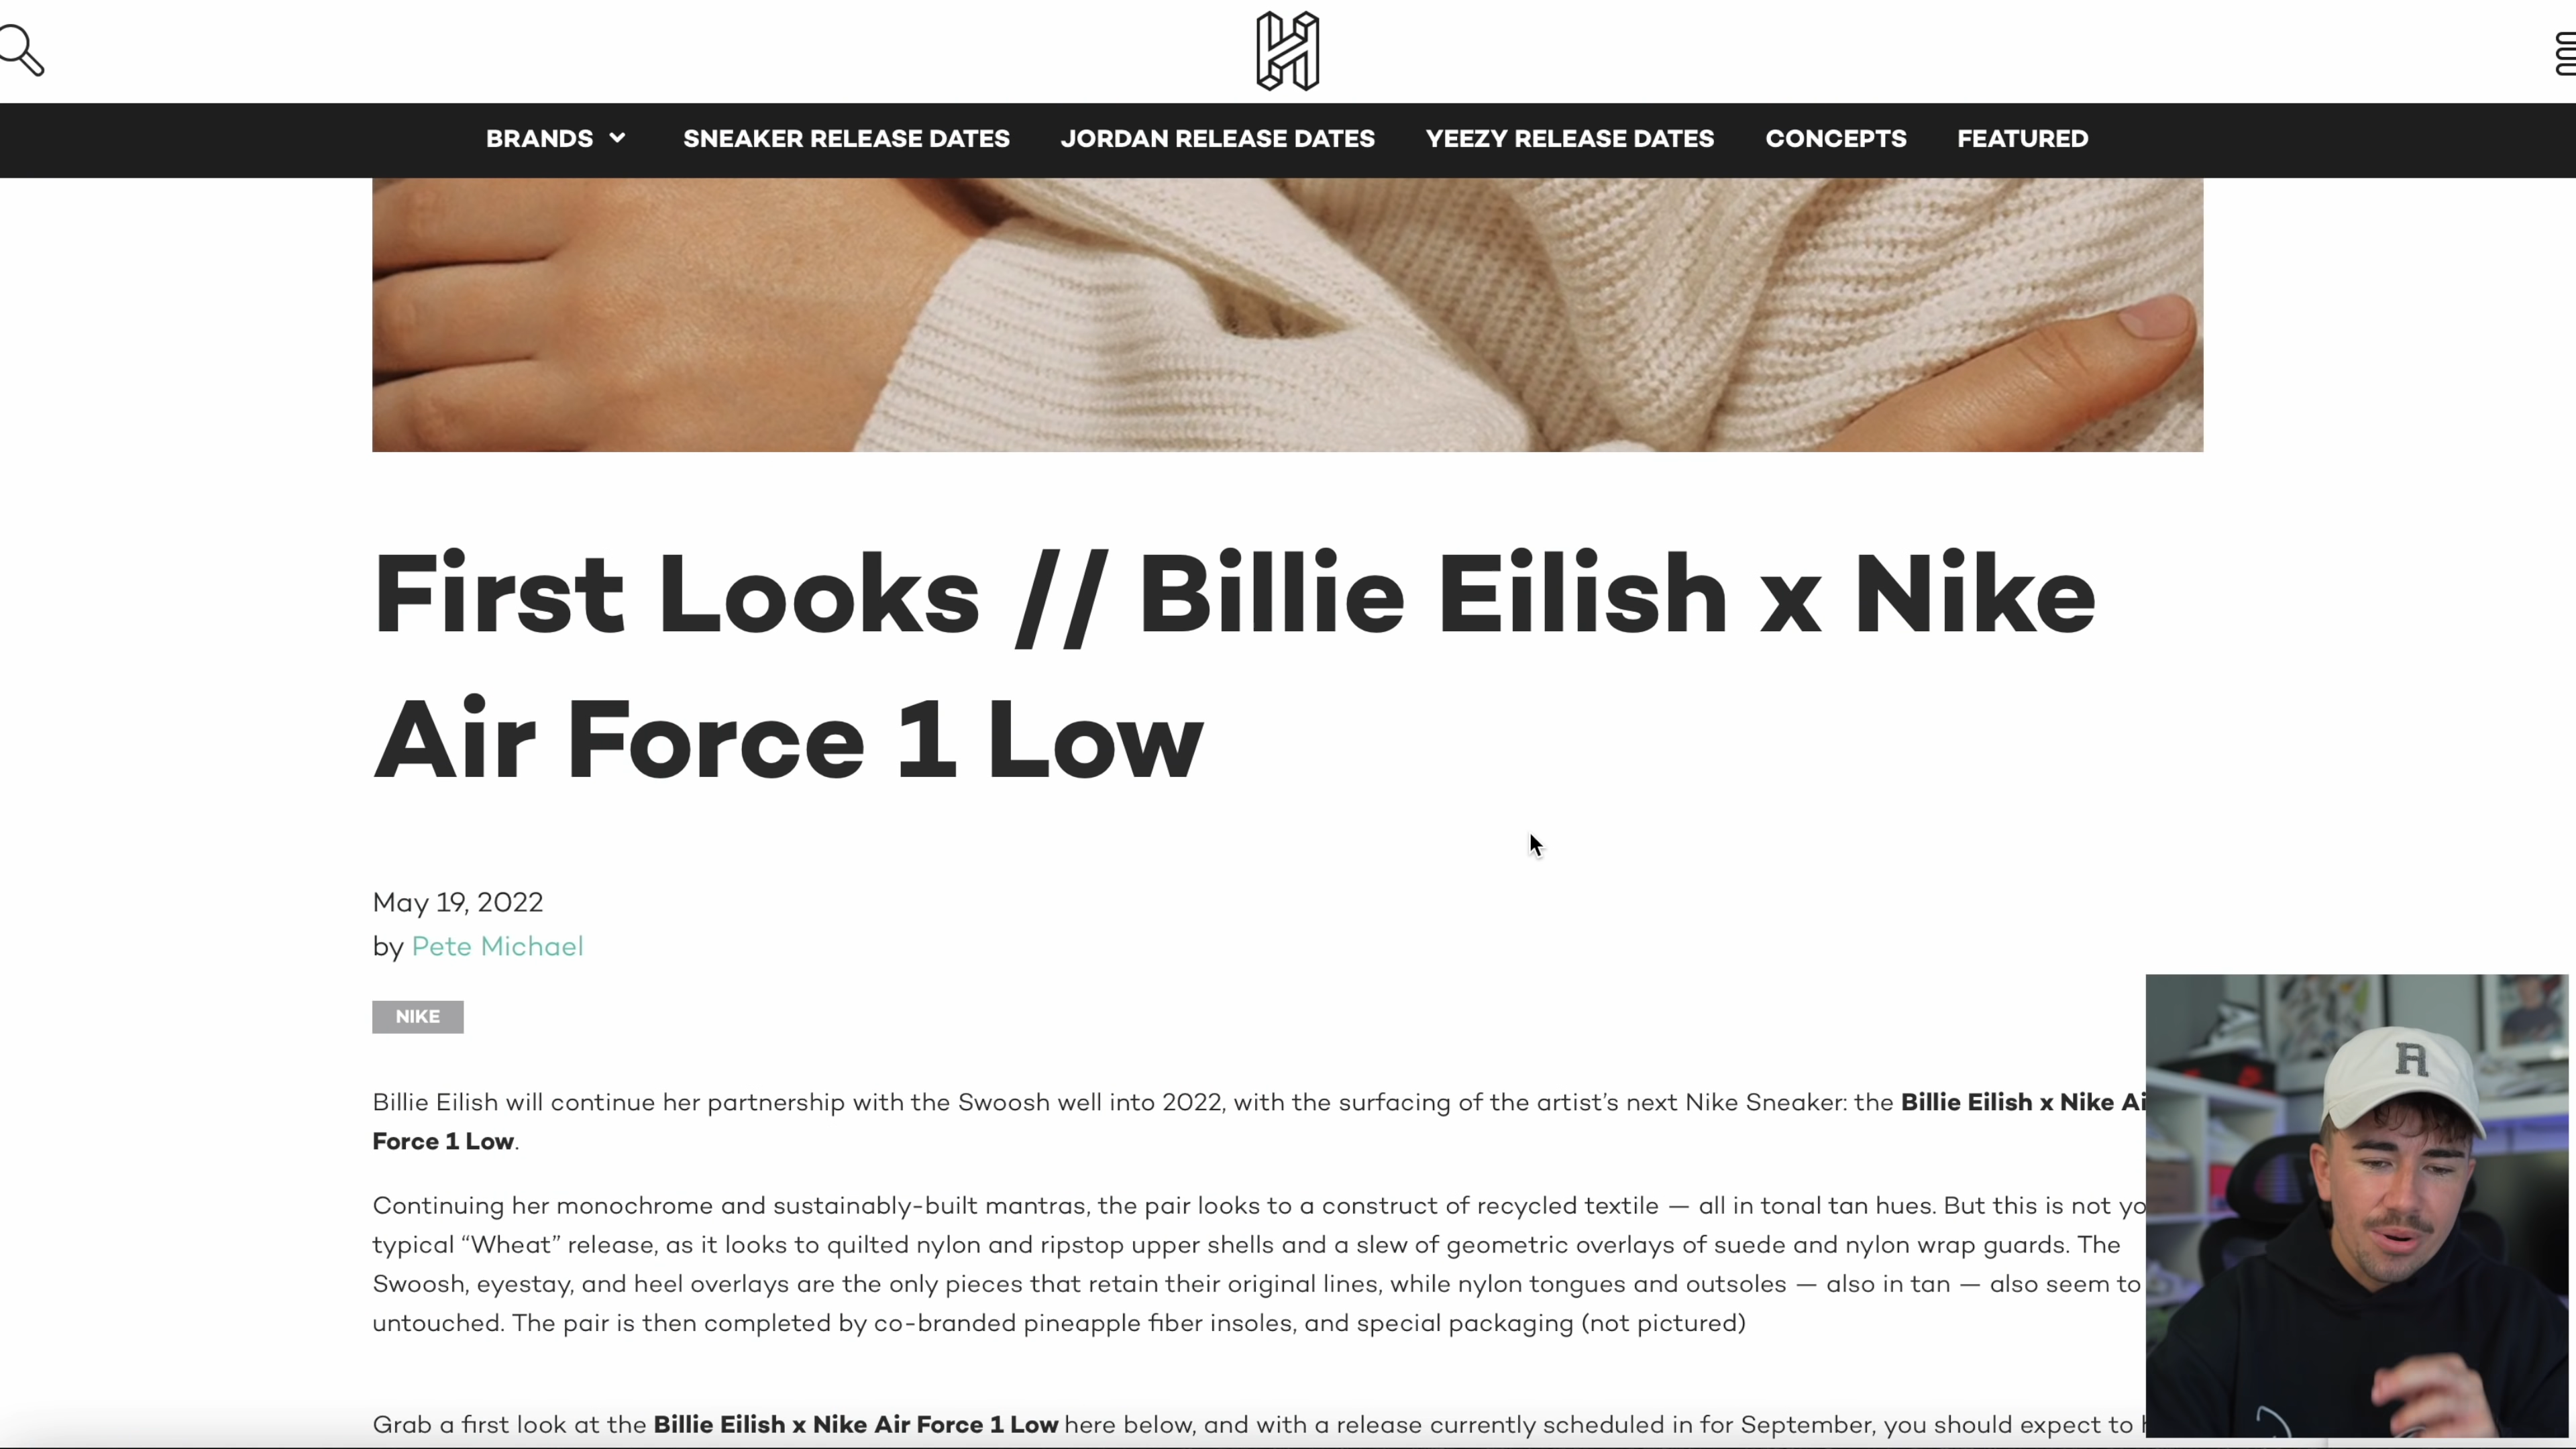 BRANDS SNEAKER RELEASE DATES JORDAN RELEASE DATES YEEZY RELEASE DATES CONCEPTS FEATURED
First Looks // Billie Eilish x Nike
Air Force 1 Low
May 19, 2022
by Pete Michael
NIKE
Billie Eilish will continue her partnership with the Swoosh well into 2022, with the surfacing of the artist's next Nike Sneaker: the Billie Eilish x Nike
Force 1 Low.
Continuing her monochrome and sustainably-built mantras, the pair looks to a construct of recycled textile — all in tonal tan hues. But this is not
typical “Wheat” release, as it looks to quilted nylon and ripstop upper shells and a slew of geometric overlays of suede and nylon wrap guards. The
Swoosh, eyestay, and heel overlays are the only pieces that retain their original lines, while nylon tongues and outsoles — also in tan — also seem to
untouched. The pair is then completed by co-branded pineapple fiber insoles, and special packaging (not pictured)
Grab a first look at the Billie Eilish x Nike Air Force 1 Low here below, and with a release currently scheduled in for September, you should expect to
R